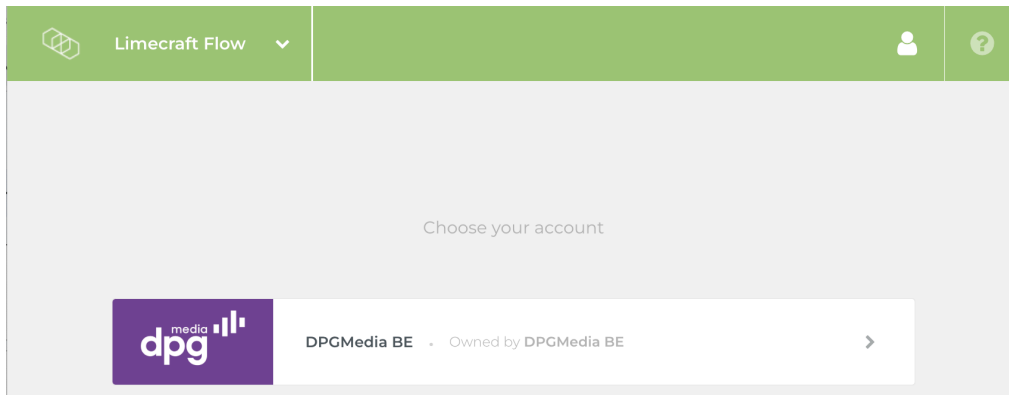 Limecraft Flow
?
Choose your account
dpg media
DPGMedia BE • Owned by DPGMedia BE